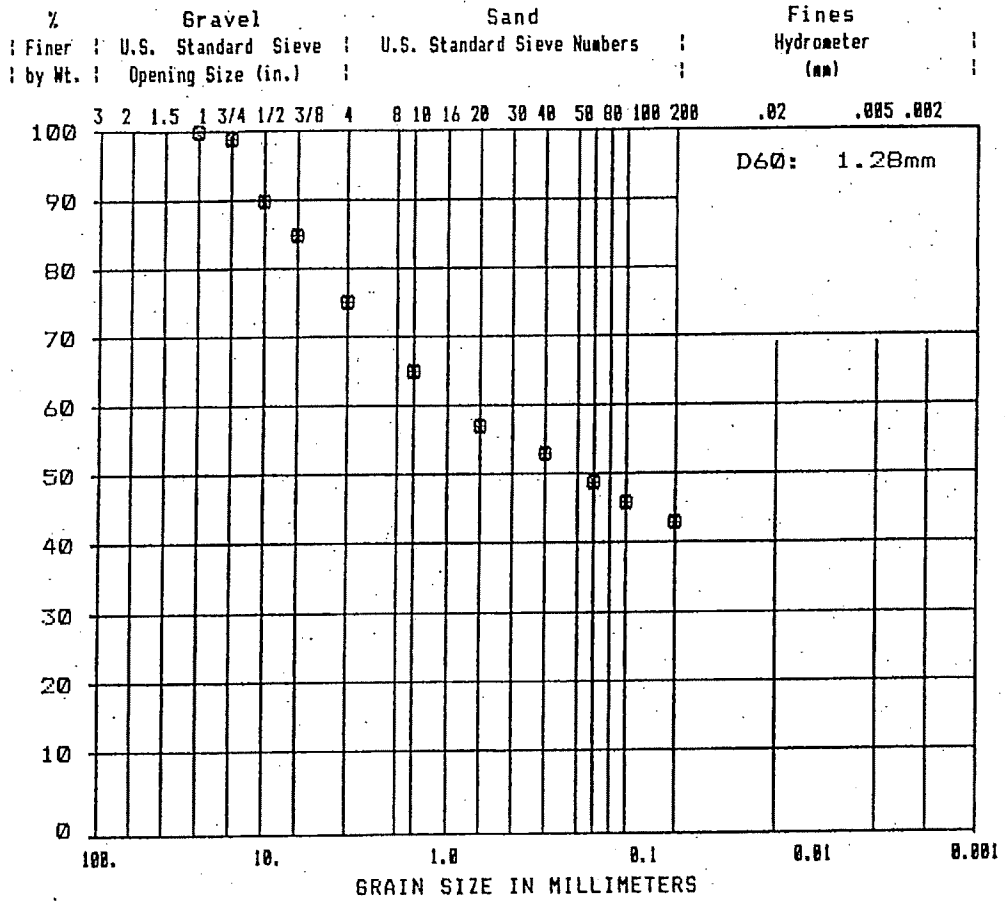 % Gravel Sand Fines
¦ Finer ¦ U.S. Standard Sieve ¦ U.S. Standard Sieve Numbers ¦ Hydrometer ¦
¦ by Wt. ¦ Opening Size (in.) ¦ ¦ (mm) ¦
3 2 1.5 1 3/4 1/2 3/8 4 8 10 16 20 30 40 50 80 100 200 .02 .005 .002
100
D60: 1.28mm
90
80
70
60
50
40
30
20
10
0
100. 10. 1.0 0.1 0.01 0.001
GRAIN SIZE IN MILLIMETERS